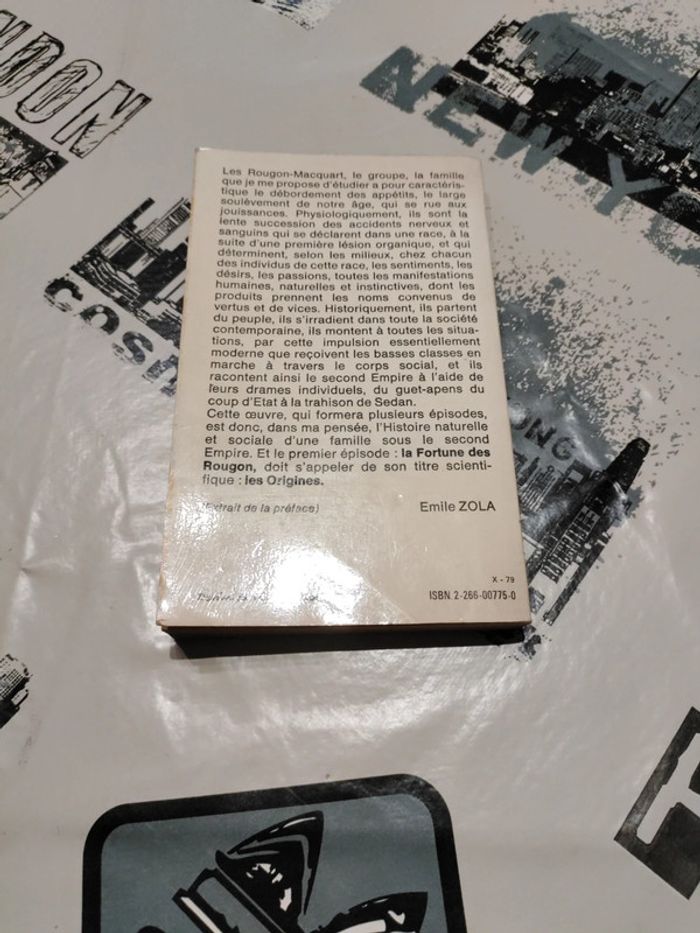 LONDON
NEW YO
COSM
ONG
Les Rougon-Macquart, le groupe, la famille
que je me propose d'étudier a pour caractéris-
tique le débordement des appétits, le large
soulèvement de notre âge, qui se rue aux
jouissances. Physiologiquement, ils sont la
lente succession des accidents nerveux et
sanguins qui se déclarent dans une race, à la
suite d'une première lésion organique, et qui
déterminent, selon les milieux, chez chacun
des individus de cette race, les sentiments, les
désirs, les passions, toutes les manifestations
humaines, naturelles et instinctives, dont les
produits prennent les noms convenus de
vertus et de vices. Historiquement, ils partent
du peuple, ils s'irradient dans toute la société
contemporaine, ils montent à toutes les situa-
tions, par cette impulsion essentiellement
moderne que reçoivent les basses classes en
marche à travers le corps social, et ils
racontent ainsi le second Empire à l'aide de
leurs drames individuels, du guet-apens du
coup d'Etat à la trahison de Sedan.
Cette œuvre, qui formera plusieurs épisodes,
est donc, dans ma pensée, l'Histoire naturelle
et sociale d'une famille sous le second
Empire. Et le premier épisode : la Fortune des
Rougon, doit s'appeler de son titre scienti-
fique : les Origines.
(Extrait de la préface) Emile ZOLA
X - 79
ISBN 2-266-00775-0